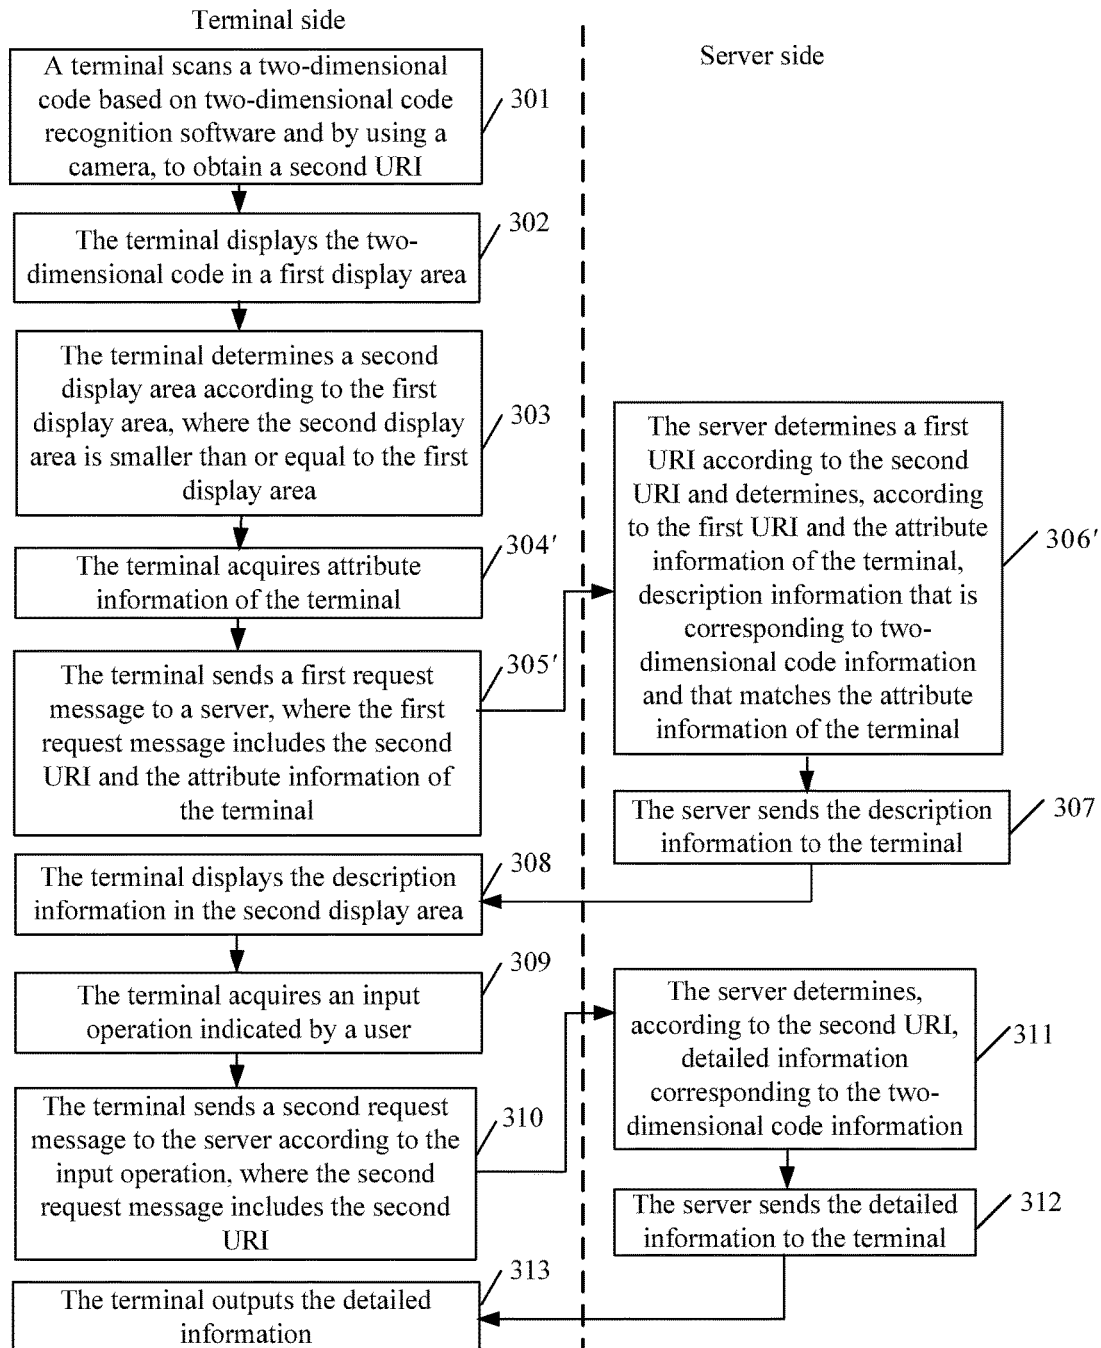 Terminal side
Server side
A terminal scans a two-dimensional
code based on two-dimensional code
recognition software and by using a
camera, to obtain a second URI
301
The terminal displays the two-
dimensional code in a first display area
302
The terminal determines a second
display area according to the first
display area, where the second display
area is smaller than or equal to the first
display area
303
The terminal acquires attribute
information of the terminal
304'
The terminal sends a first request
message to a server, where the first
request message includes the second
URI and the attribute information of
the terminal
305'
The server determines a first
URI according to the second
URI and determines, according
to the first URI and the attribute
information of the terminal,
description information that is
corresponding to two-
dimensional code information
and that matches the attribute
information of the terminal
306'
The server sends the description
information to the terminal
307
The terminal displays the description
information in the second display area
308
The terminal acquires an input
operation indicated by a user
309
The terminal sends a second request
message to the server according to the
input operation, where the second
request message includes the second
URI
310
The server determines,
according to the second URI,
detailed information
corresponding to the two-
dimensional code information
311
The server sends the detailed
information to the terminal
312
The terminal outputs the detailed
information
313